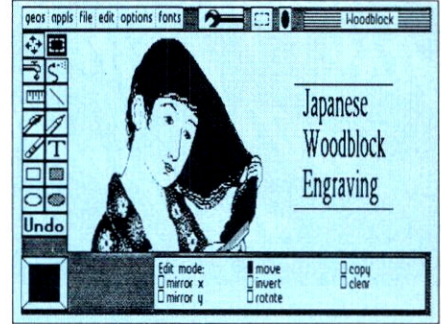 geos appls file edit options fonts Woodblock
Japanese
Woodblock
Engraving
T
Undo
Edit mode: move copy
mirror x invert clear
mirror y rotate